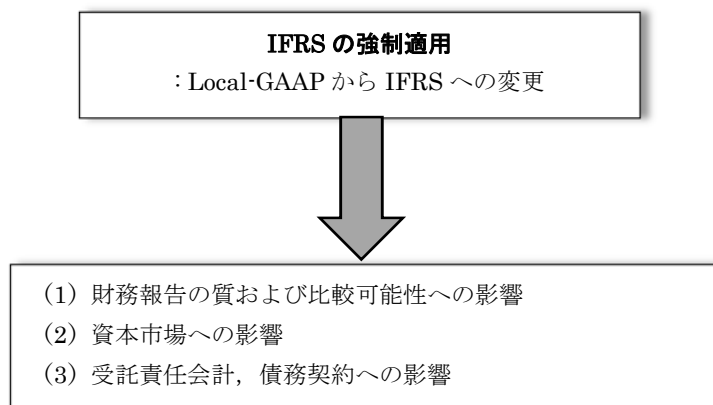 IFRS の強制適用
：Local-GAAP から IFRS への変更
（1）財務報告の質および比較可能性への影響
（2）資本市場への影響
（3）受託責任会計，債務契約への影響